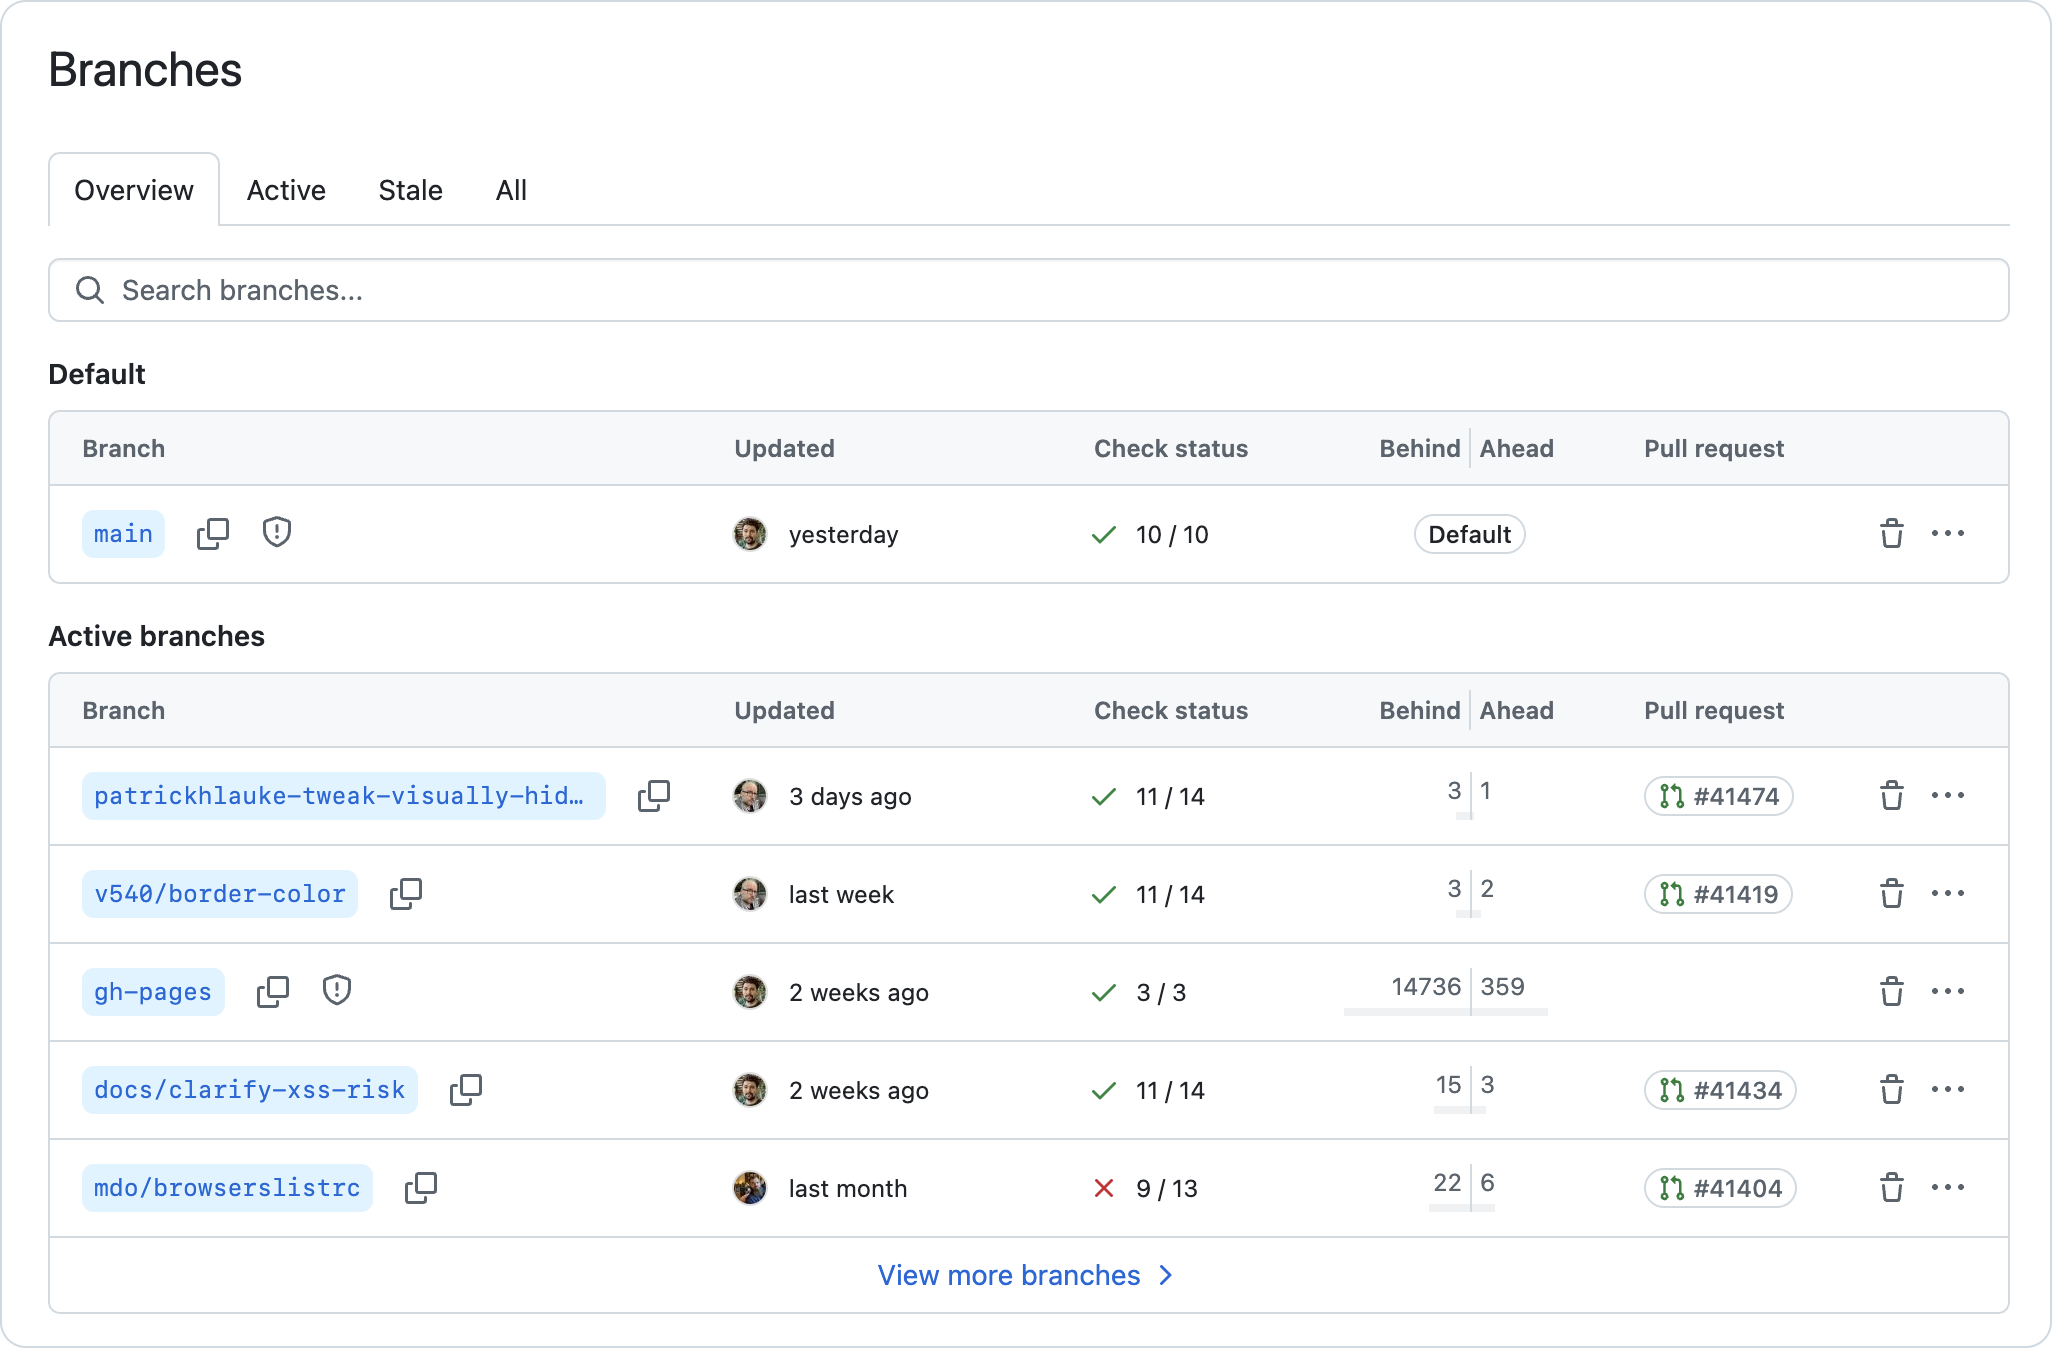 Branches
Overview Active Stale All
Search branches...
Default
Branch Updated Check status Behind Ahead Pull request
main yesterday 10 / 10 Default
Active branches
Branch Updated Check status Behind Ahead Pull request
patrickhlauke-tweak-visually-hid… 3 days ago 11 / 14 3 1 #41474
v540/border-color last week 11 / 14 3 2 #41419
gh-pages 2 weeks ago 3 / 3 14736 359
docs/clarify-xss-risk 2 weeks ago 11 / 14 15 3 #41434
mdo/browserslistrc last month 9 / 13 22 6 #41404
View more branches